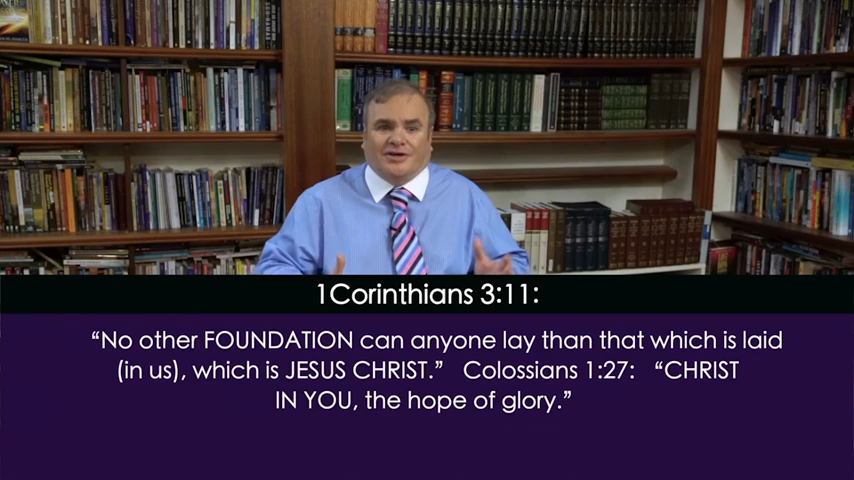 1Corinthians 3:11:
“No other FOUNDATION can anyone lay than that which is laid
(in us), which is JESUS CHRIST.” Colossians 1:27: “CHRIST
IN YOU, the hope of glory.”